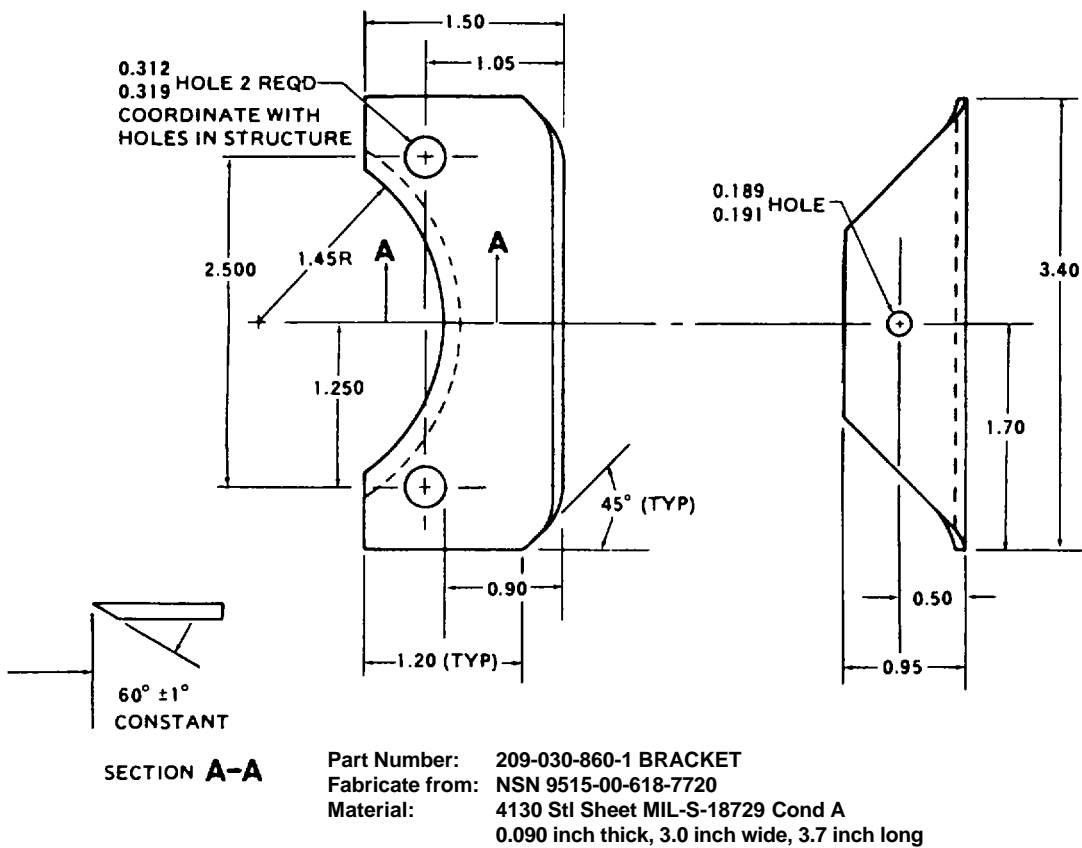 1.50
1.05
0.312
0.319 HOLE 2 REQD
COORDINATE WITH
HOLES IN STRUCTURE
2.500
1.45R
A A
1.250
45° (TYP)
0.90
1.20 (TYP)
0.189
0.191 HOLE
3.40
1.70
0.50
0.95
60° ±1°
CONSTANT
SECTION A-A
Part Number: 209-030-860-1 BRACKET
Fabricate from: NSN 9515-00-618-7720
Material: 4130 Stl Sheet MIL-S-18729 Cond A
0.090 inch thick, 3.0 inch wide, 3.7 inch long